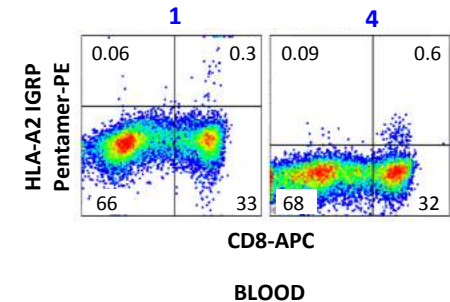 1 4
0.06 0.3 0.09 0.6
HLA-A2 IGRP
Pentamer-PE
66 33 68 32
CD8-APC
BLOOD